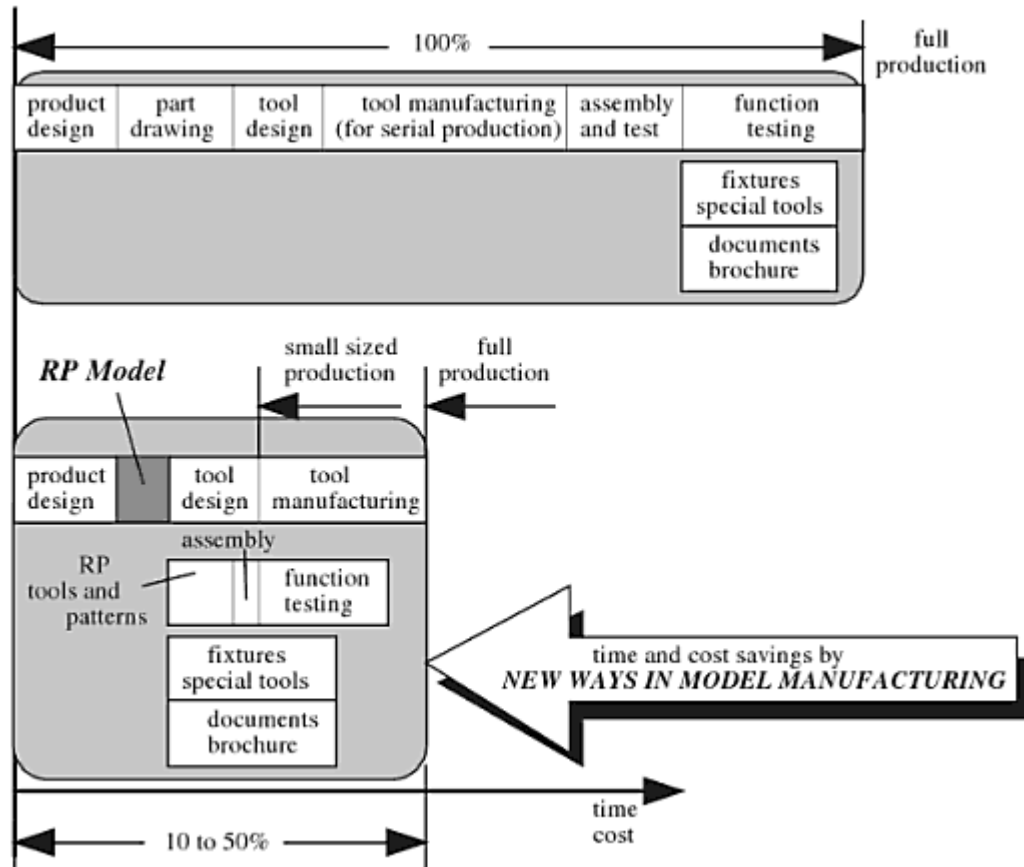 100%
full
production
product
design
part
drawing
tool
design
tool manufacturing
(for serial production)
assembly
and test
function
testing
fixtures
special tools
documents
brochure
RP Model
small sized
production
full
production
product
design
tool
design
tool
manufacturing
assembly
RP
tools and
patterns
function
testing
fixtures
special tools
documents
brochure
time and cost savings by
NEW WAYS IN MODEL MANUFACTURING
time
cost
10 to 50%